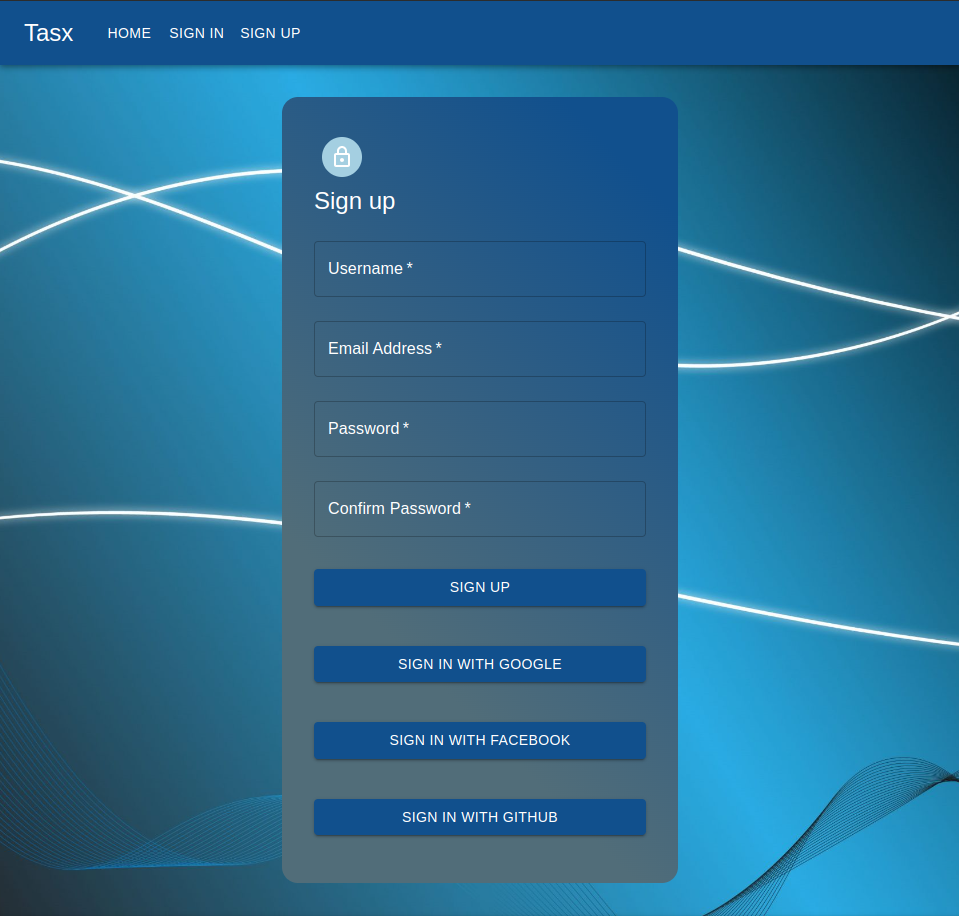 Tasx HOME SIGN IN SIGN UP
Sign up
Username *
Email Address *
Password *
Confirm Password *
SIGN UP
SIGN IN WITH GOOGLE
SIGN IN WITH FACEBOOK
SIGN IN WITH GITHUB